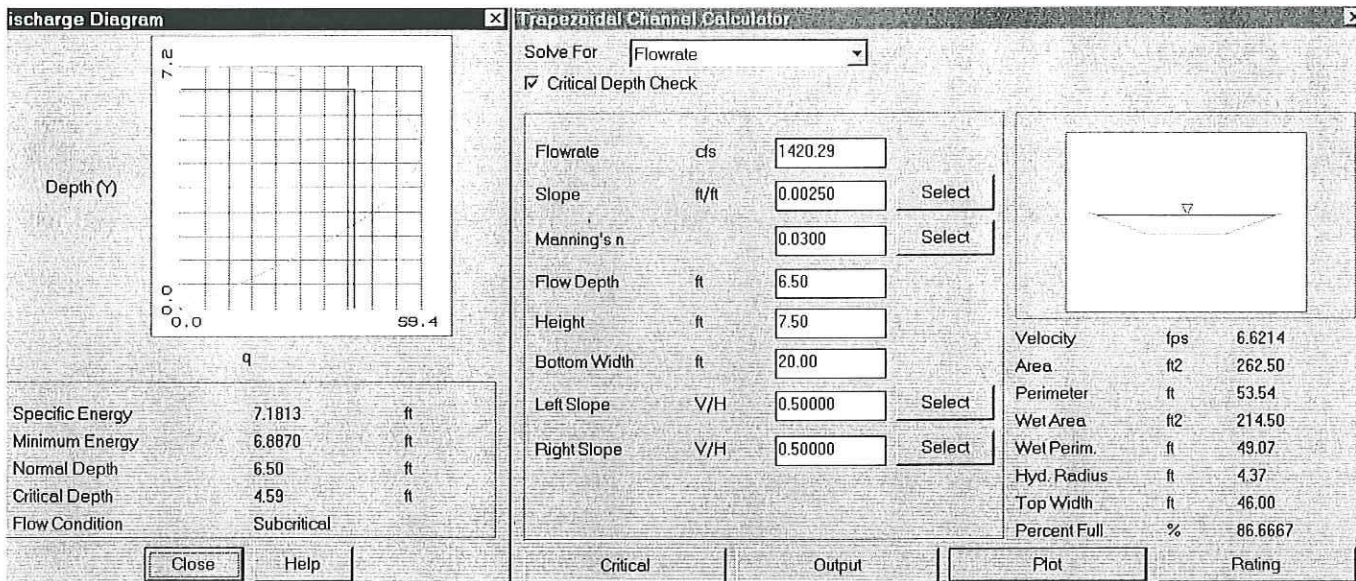 ischarge Diagram
7.2
Depth (Y)
0.0
0.0 59.4
q
Specific Energy 7.1813 ft
Minimum Energy 6.8870 ft
Normal Depth 6.50 ft
Critical Depth 4.59 ft
Flow Condition Subcritical
Close Help
Trapezoidal Channel Calculator
Solve For Flowrate
Critical Depth Check
Flowrate cfs 1420.29
Slope ft/ft 0.00250 Select
Manning's n 0.0300 Select
Flow Depth ft 6.50
Height ft 7.50
Bottom Width ft 20.00
Left Slope V/H 0.50000 Select
Right Slope V/H 0.50000 Select
Velocity fps 6.6214
Area ft2 262.50
Perimeter ft 53.54
Wet Area ft2 214.50
Wet Perim. ft 49.07
Hyd. Radius ft 4.37
Top Width ft 46.00
Percent Full % 86.6667
Critical Output Plot Rating